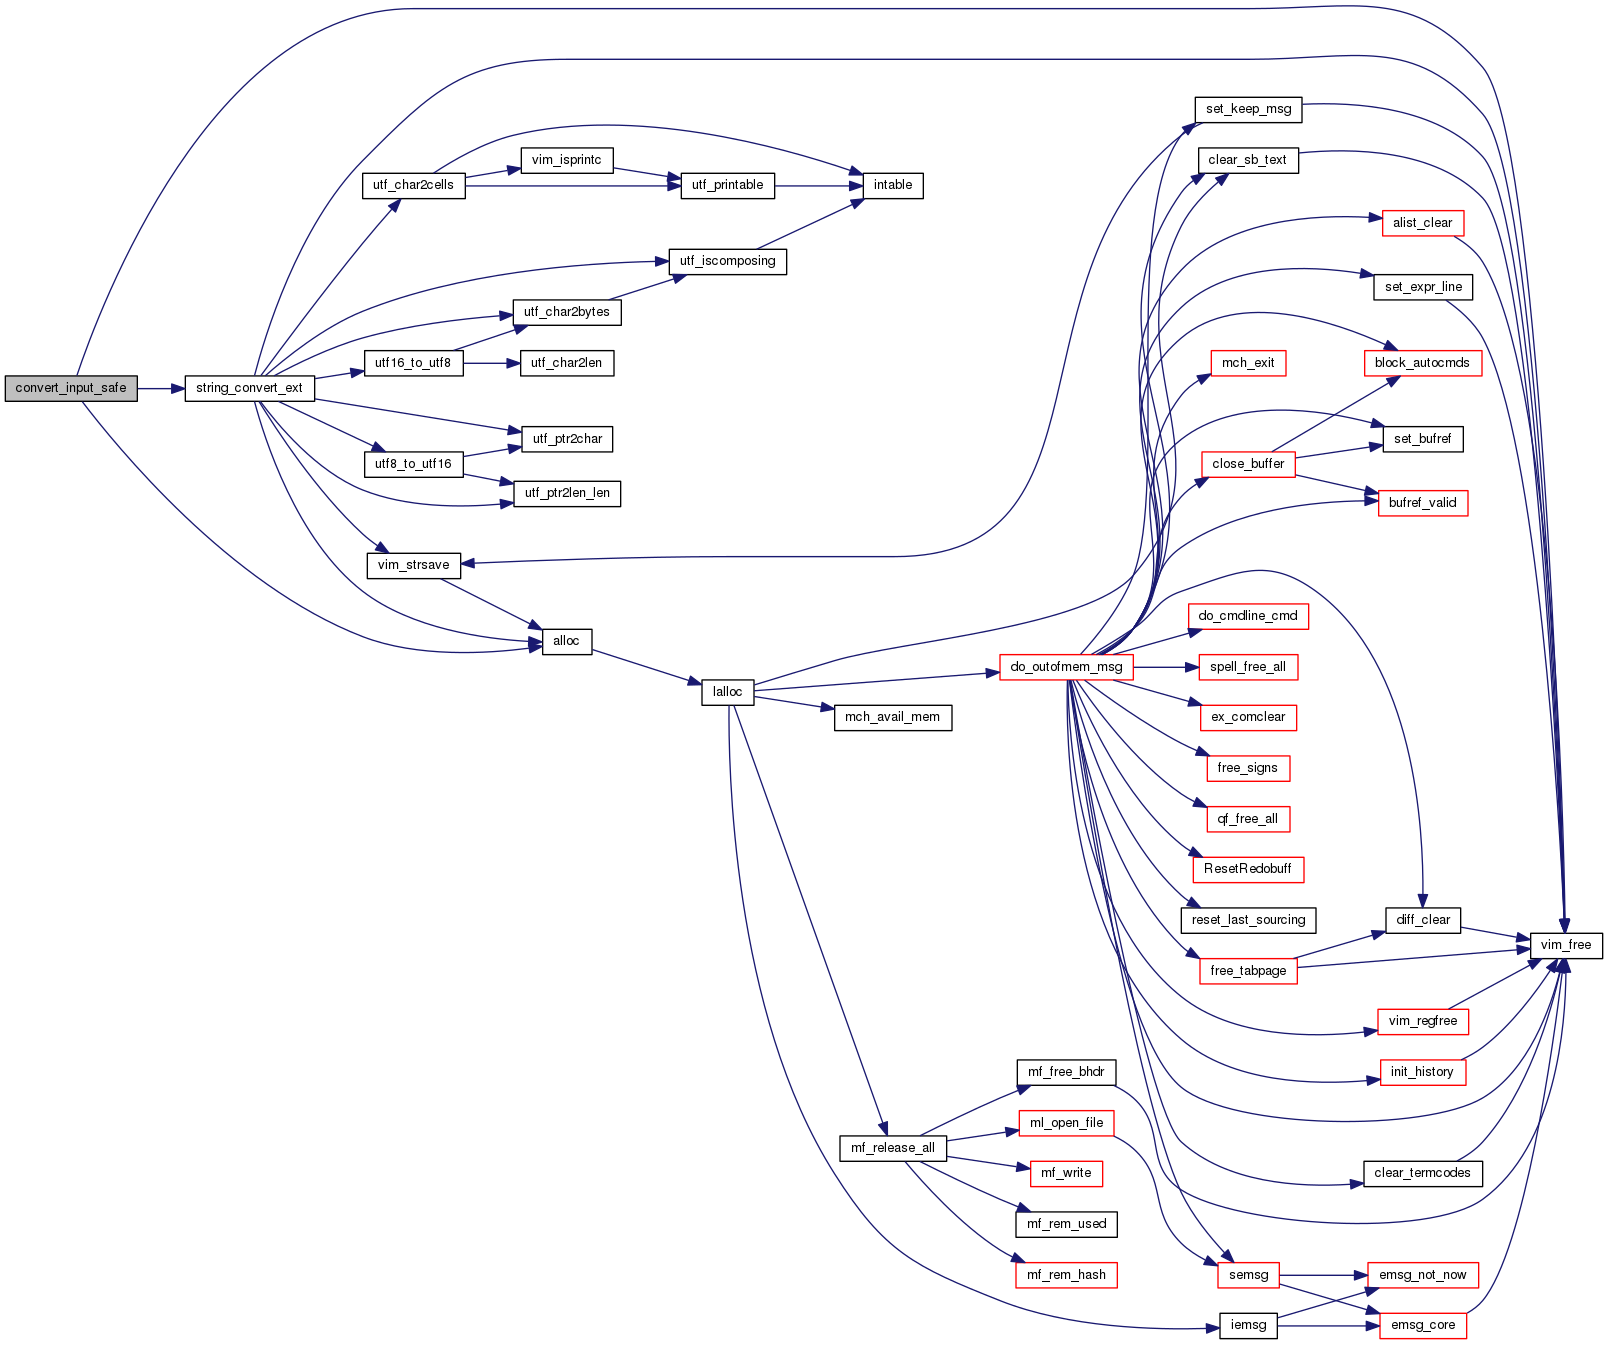 convert_input_safe
string_convert_ext
utf_char2cells
vim_isprintc
utf_printable
intable
utf_iscomposing
utf_char2bytes
utf16_to_utf8
utf_char2len
utf_ptr2char
utf8_to_utf16
utf_ptr2len_len
vim_strsave
alloc
lalloc
mch_avail_mem
do_outofmem_msg
mf_release_all
mf_free_bhdr
ml_open_file
mf_write
mf_rem_used
mf_rem_hash
set_keep_msg
clear_sb_text
alist_clear
set_expr_line
mch_exit
block_autocmds
set_bufref
close_buffer
bufref_valid
do_cmdline_cmd
spell_free_all
ex_comclear
free_signs
qf_free_all
ResetRedobuff
reset_last_sourcing
diff_clear
vim_free
free_tabpage
vim_regfree
init_history
clear_termcodes
semsg
emsg_not_now
iemsg
emsg_core